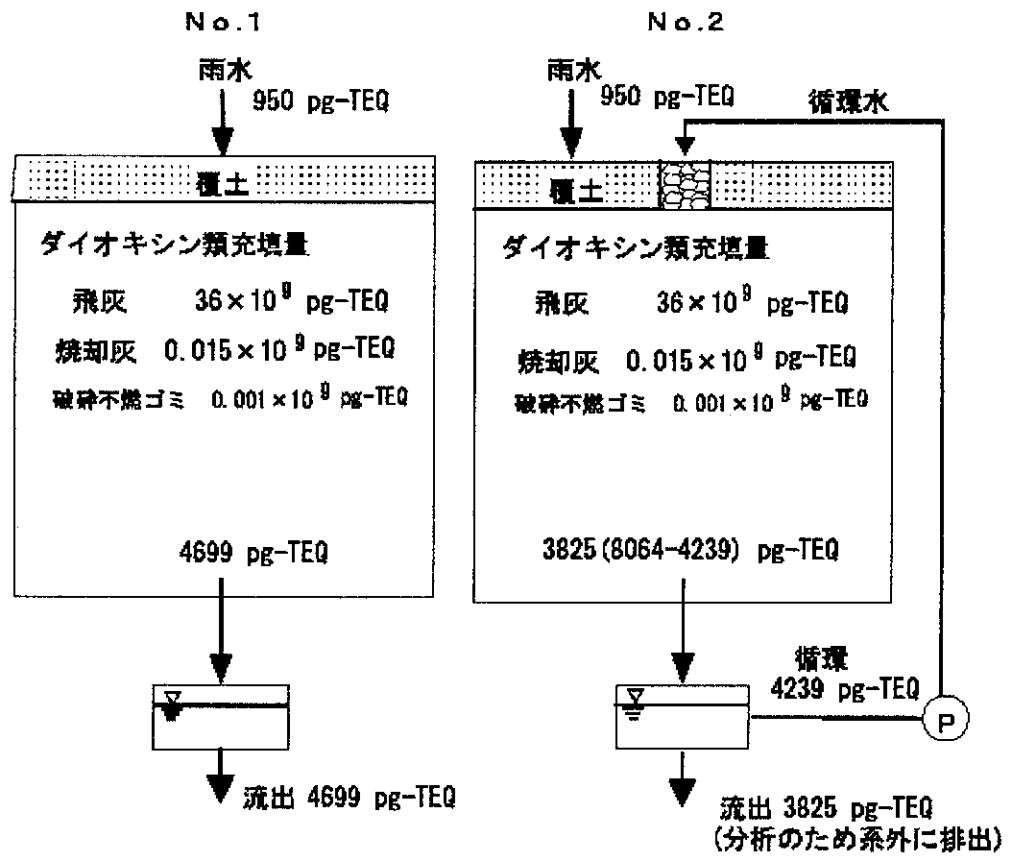 No.1
雨水
950 pg-TEQ
覆土
ダイオキシン類充填量
飛灰 36×10⁹ pg-TEQ
焼却灰 0.015×10⁹ pg-TEQ
破砕不燃ゴミ 0.001×10⁹ pg-TEQ
4699 pg-TEQ
流出 4699 pg-TEQ
No.2
雨水
950 pg-TEQ
循環水
覆土
ダイオキシン類充填量
飛灰 36×10⁹ pg-TEQ
焼却灰 0.015×10⁹ pg-TEQ
破砕不燃ゴミ 0.001×10⁹ pg-TEQ
3825(8064-4239) pg-TEQ
循環
4239 pg-TEQ
P
流出 3825 pg-TEQ
(分析のため系外に排出)